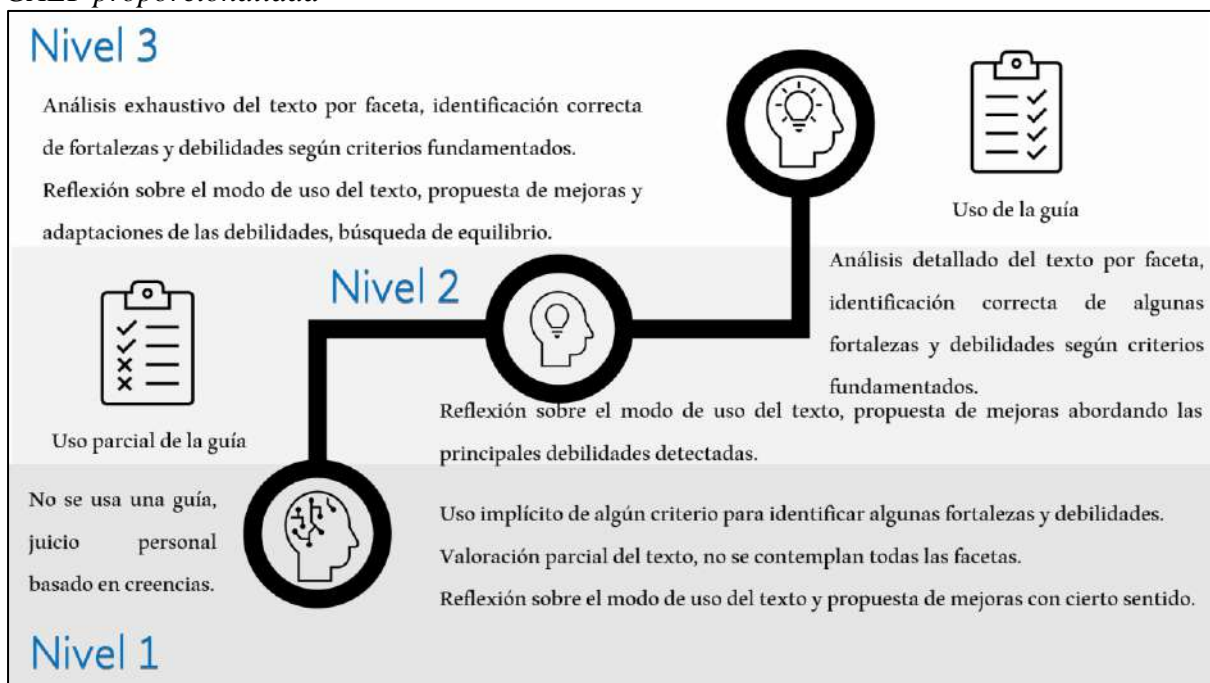 Nivel 3
Análisis exhaustivo del texto por faceta, identificación correcta
de fortalezas y debilidades según criterios fundamentados.
Reflexión sobre el modo de uso del texto, propuesta de mejoras y
adaptaciones de las debilidades, búsqueda de equilibrio.
Uso de la guía
Nivel 2
Análisis detallado del texto por faceta,
identificación correcta de algunas
fortalezas y debilidades según criterios
fundamentados.
Reflexión sobre el modo de uso del texto, propuesta de mejoras abordando las
principales debilidades detectadas.
Uso parcial de la guía
No se usa una guía,
juicio personal
basado en creencias.
Uso implícito de algún criterio para identificar algunas fortalezas y debilidades.
Valoración parcial del texto, no se contemplan todas las facetas.
Reflexión sobre el modo de uso del texto y propuesta de mejoras con cierto sentido.
Nivel 1